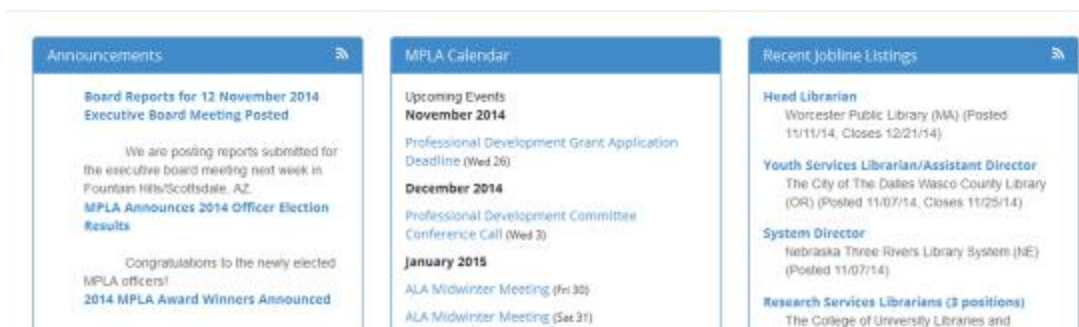 Announcements
Board Reports for 12 November 2014
Executive Board Meeting Posted
We are posting reports submitted for
the executive board meeting next week in
Fountain Hills/Scottsdale, AZ.
MPLA Announces 2014 Officer Election
Results
Congratulations to the newly elected
MPLA officers!
2014 MPLA Award Winners Announced
MPLA Calendar
Upcoming Events
November 2014
Professional Development Grant Application
Deadline (Wed 26)
December 2014
Professional Development Committee
Conference Call (Wed 3)
January 2015
ALA Midwinter Meeting (Fri 30)
ALA Midwinter Meeting (Sat 31)
Recent Jobline Listings
Head Librarian
Worcester Public Library (MA) (Posted
11/11/14, Closes 12/21/14)
Youth Services Librarian/Assistant Director
The City of The Dalles Wasco County Library
(OR) (Posted 11/07/14, Closes 11/25/14)
System Director
Nebraska Three Rivers Library System (NE)
(Posted 11/07/14)
Research Services Librarians (3 positions)
The College of University Libraries and